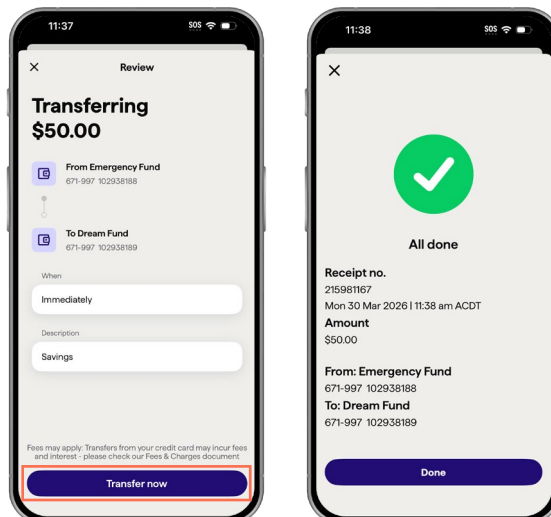 11:37
SOS
Review
Transferring
$50.00
From Emergency Fund
671-997 102938188
To Dream Fund
671-997 102938189
When
Immediately
Description
Savings
Fees may apply: Transfers from your credit card may incur fees
and interest - please check our Fees & Charges document
Transfer now
11:38
SOS
All done
Receipt no.
215981167
Mon 30 Mar 2026 | 11:38 am ACDT
Amount
$50.00
From: Emergency Fund
671-997 102938188
To: Dream Fund
671-997 102938189
Done